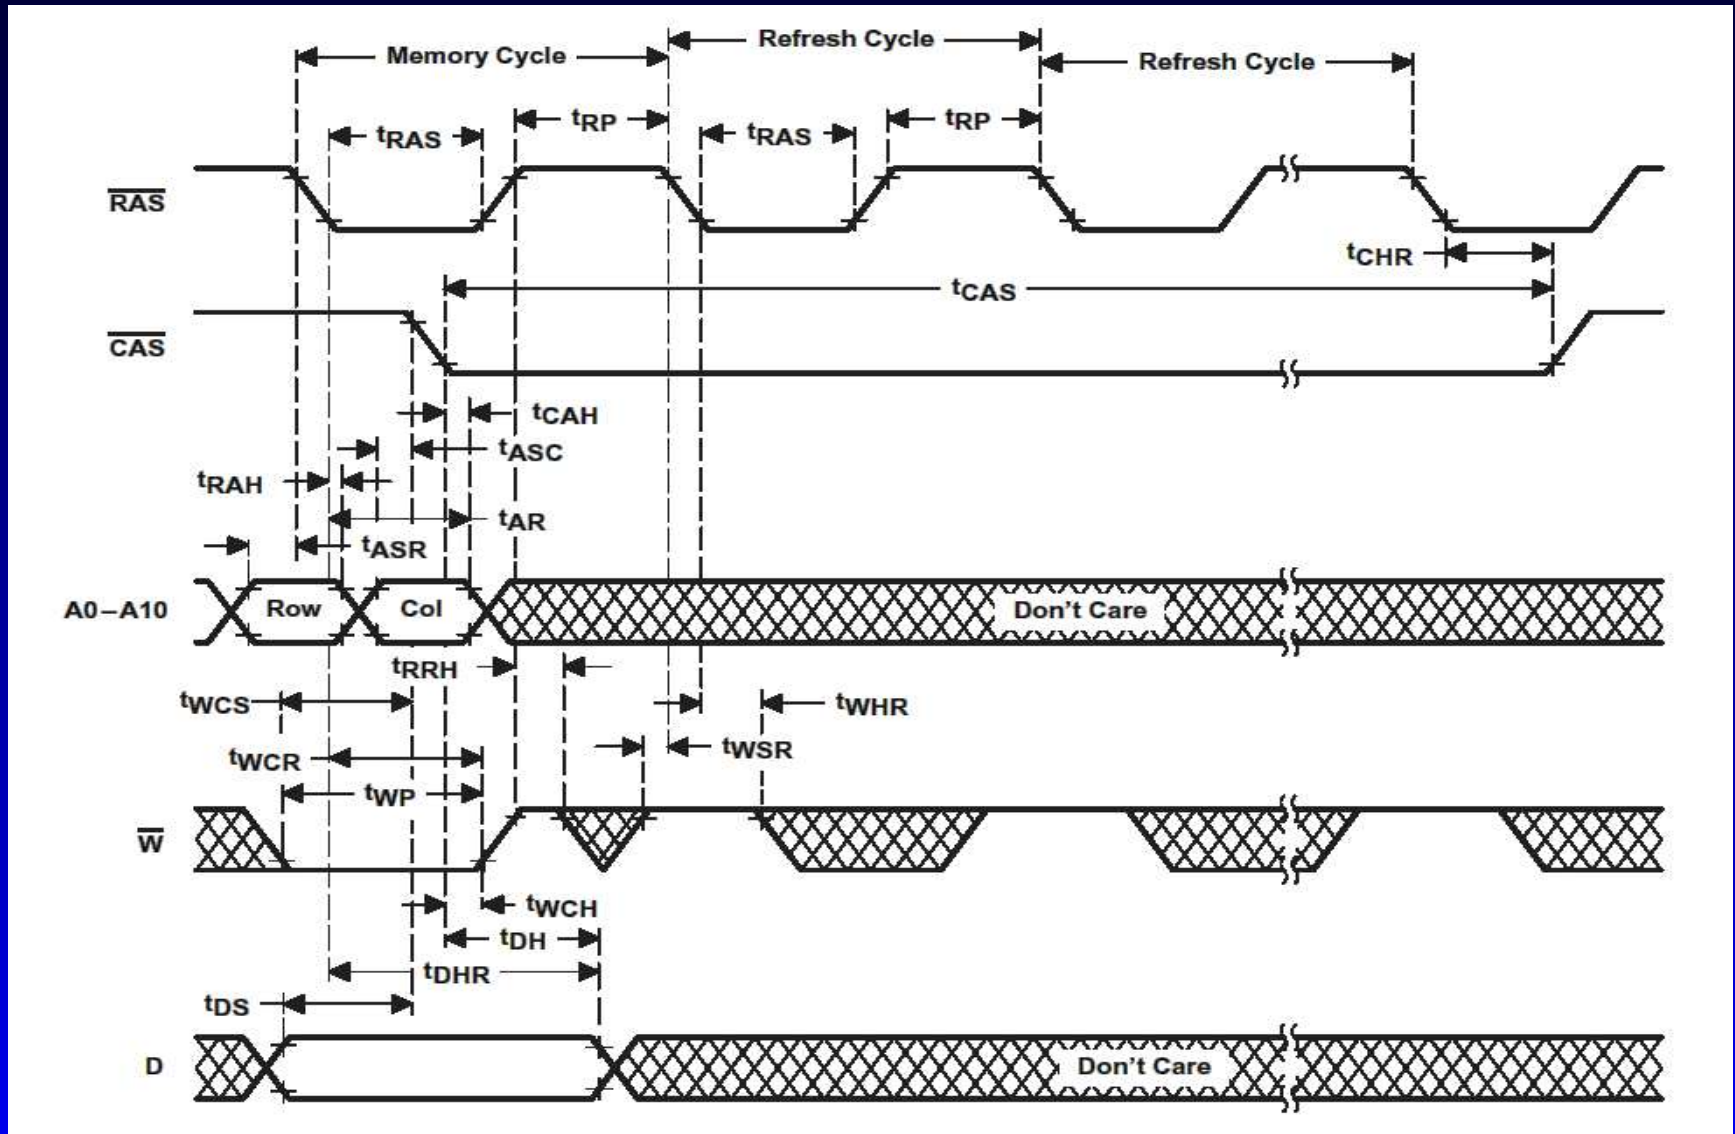 Memory Cycle
Refresh Cycle
Refresh Cycle
tRAS
tRP
tRAS
tRP
RAS
tCHR
tCAS
CAS
tCAH
tASC
tRAH
tAR
tASR
A0–A10
Row
Col
Don't Care
tRRH
tWCS
tWHR
tWSR
tWCR
tWP
W
tWCH
tDH
tDHR
tDS
D
Don't Care